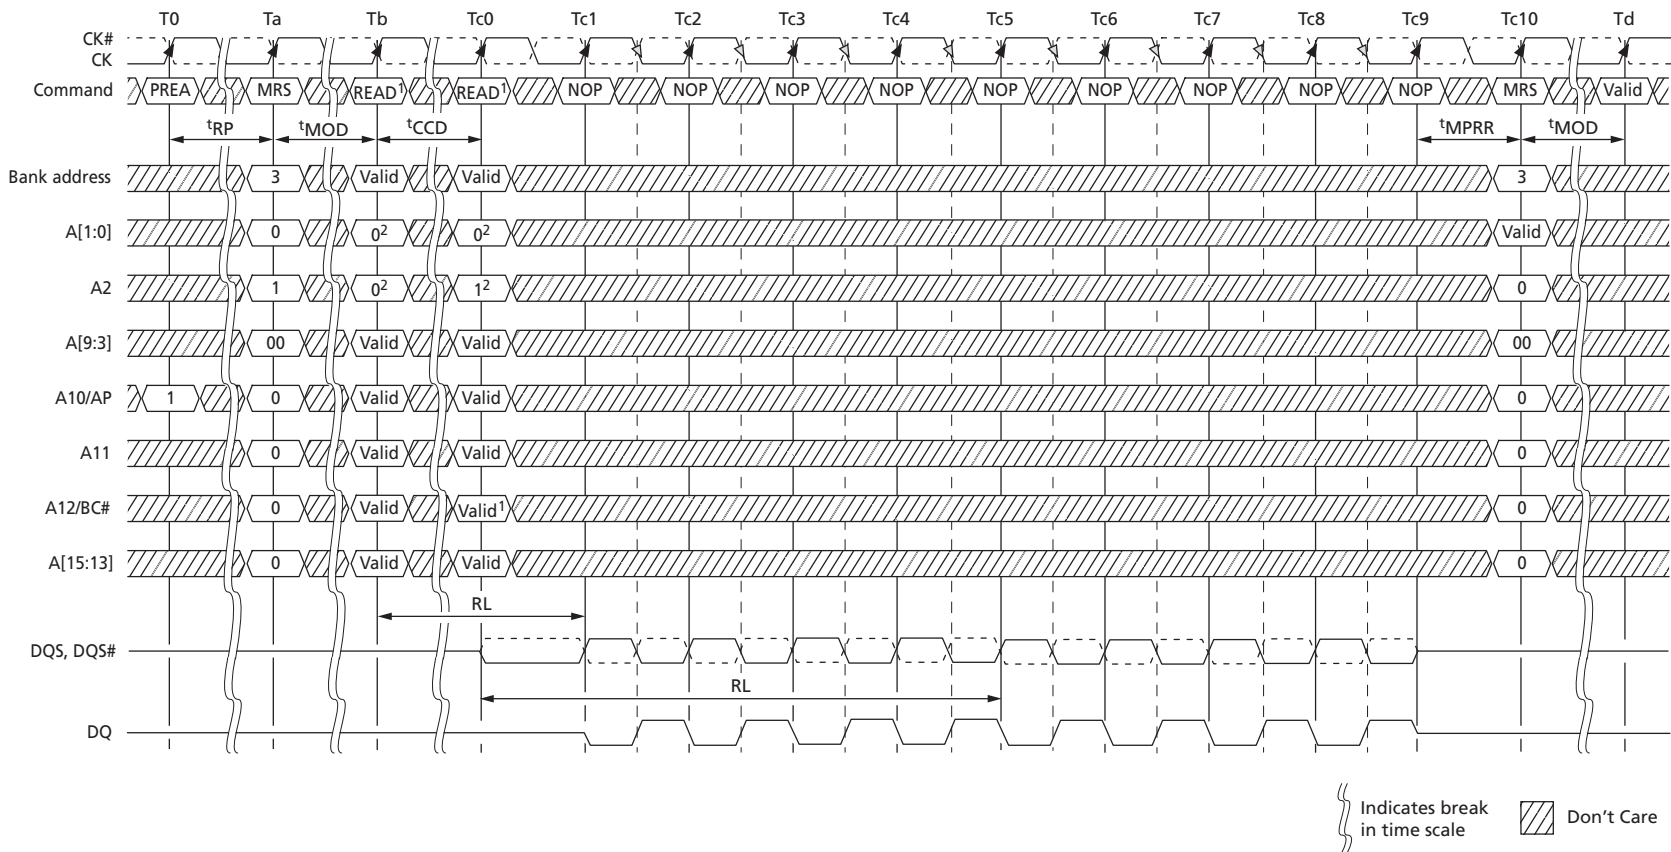 T0 Ta Tb Tc0 Tc1 Tc2 Tc3 Tc4 Tc5 Tc6 Tc7 Tc8 Tc9 Tc10 Td
CK#
CK
Command PREA MRS READ1 READ1 NOP NOP NOP NOP NOP NOP NOP NOP NOP MRS Valid
tRP tMOD tCCD tMPRR tMOD
Bank address 3 Valid Valid 3
A[1:0] 0 02 02 Valid
A2 1 02 12 0
A[9:3] 00 Valid Valid 00
A10/AP 1 0 Valid Valid 0
A11 0 Valid Valid 0
A12/BC# 0 Valid Valid1 0
A[15:13] 0 Valid Valid 0
RL
DQS, DQS#
RL
DQ
Indicates break
in time scale
Don't Care